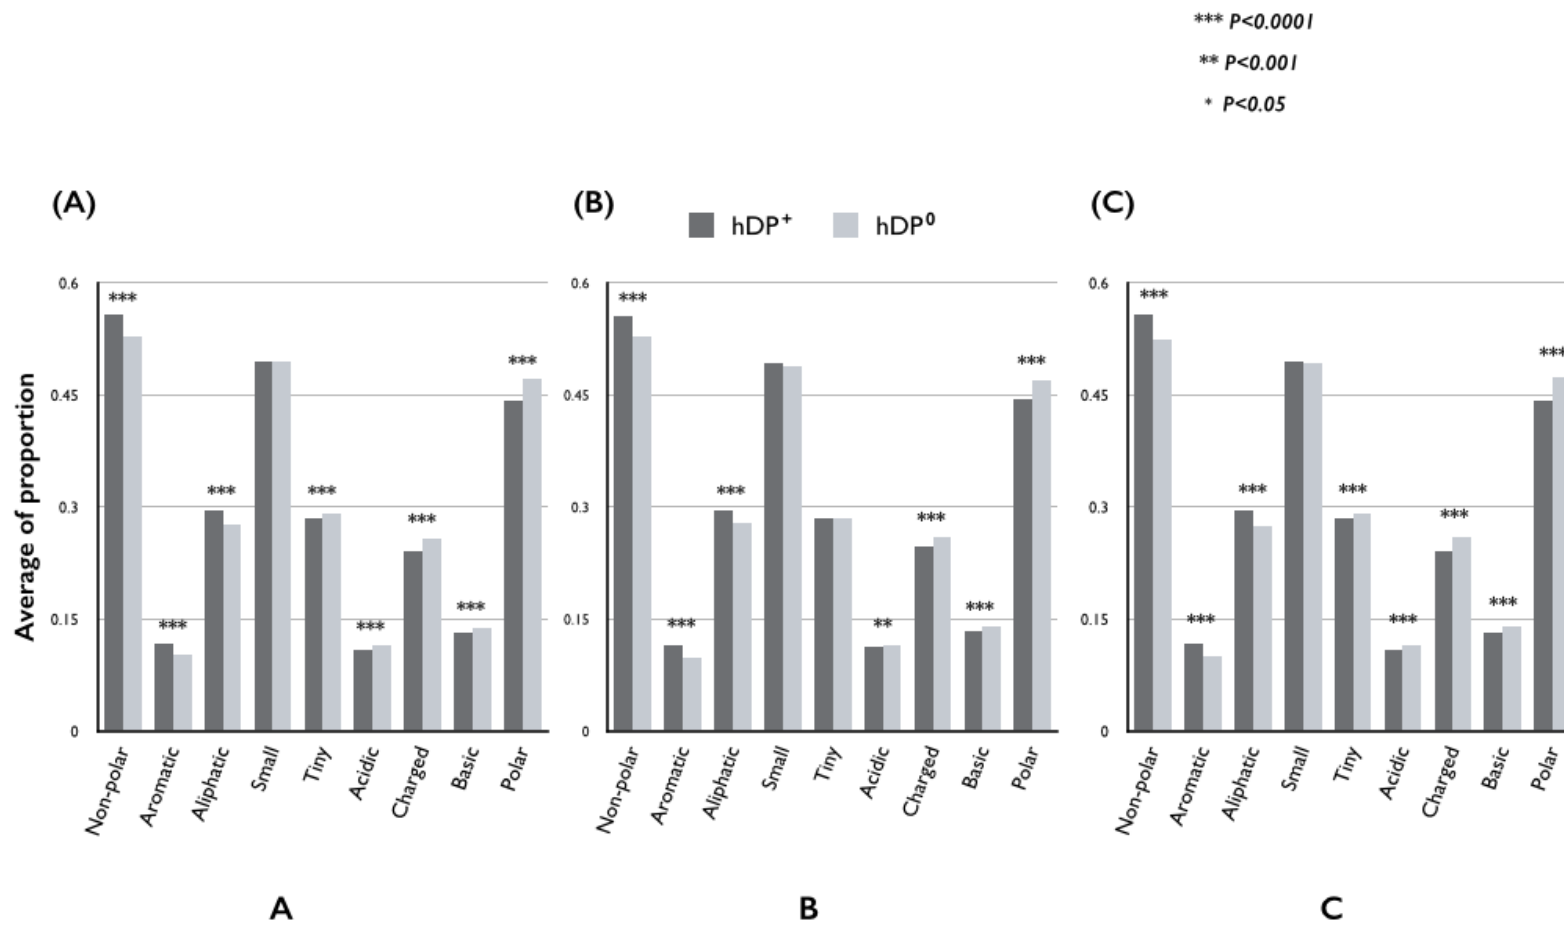 *** P<0.0001
** P<0.001
* P<0.05
(A)
(B)
(C)
hDP⁺ hDP⁰
Average of proportion
0.6
0.45
0.3
0.15
0
*** *** *** *** *** *** *** ***
Non-polar Aromatic Aliphatic Small Tiny Acidic Charged Basic Polar
0.6
0.45
0.3
0.15
0
*** *** *** ** *** *** ***
Non-polar Aromatic Aliphatic Small Tiny Acidic Charged Basic Polar
0.6
0.45
0.3
0.15
0
*** *** *** *** *** *** *** ***
Non-polar Aromatic Aliphatic Small Tiny Acidic Charged Basic Polar
A
B
C